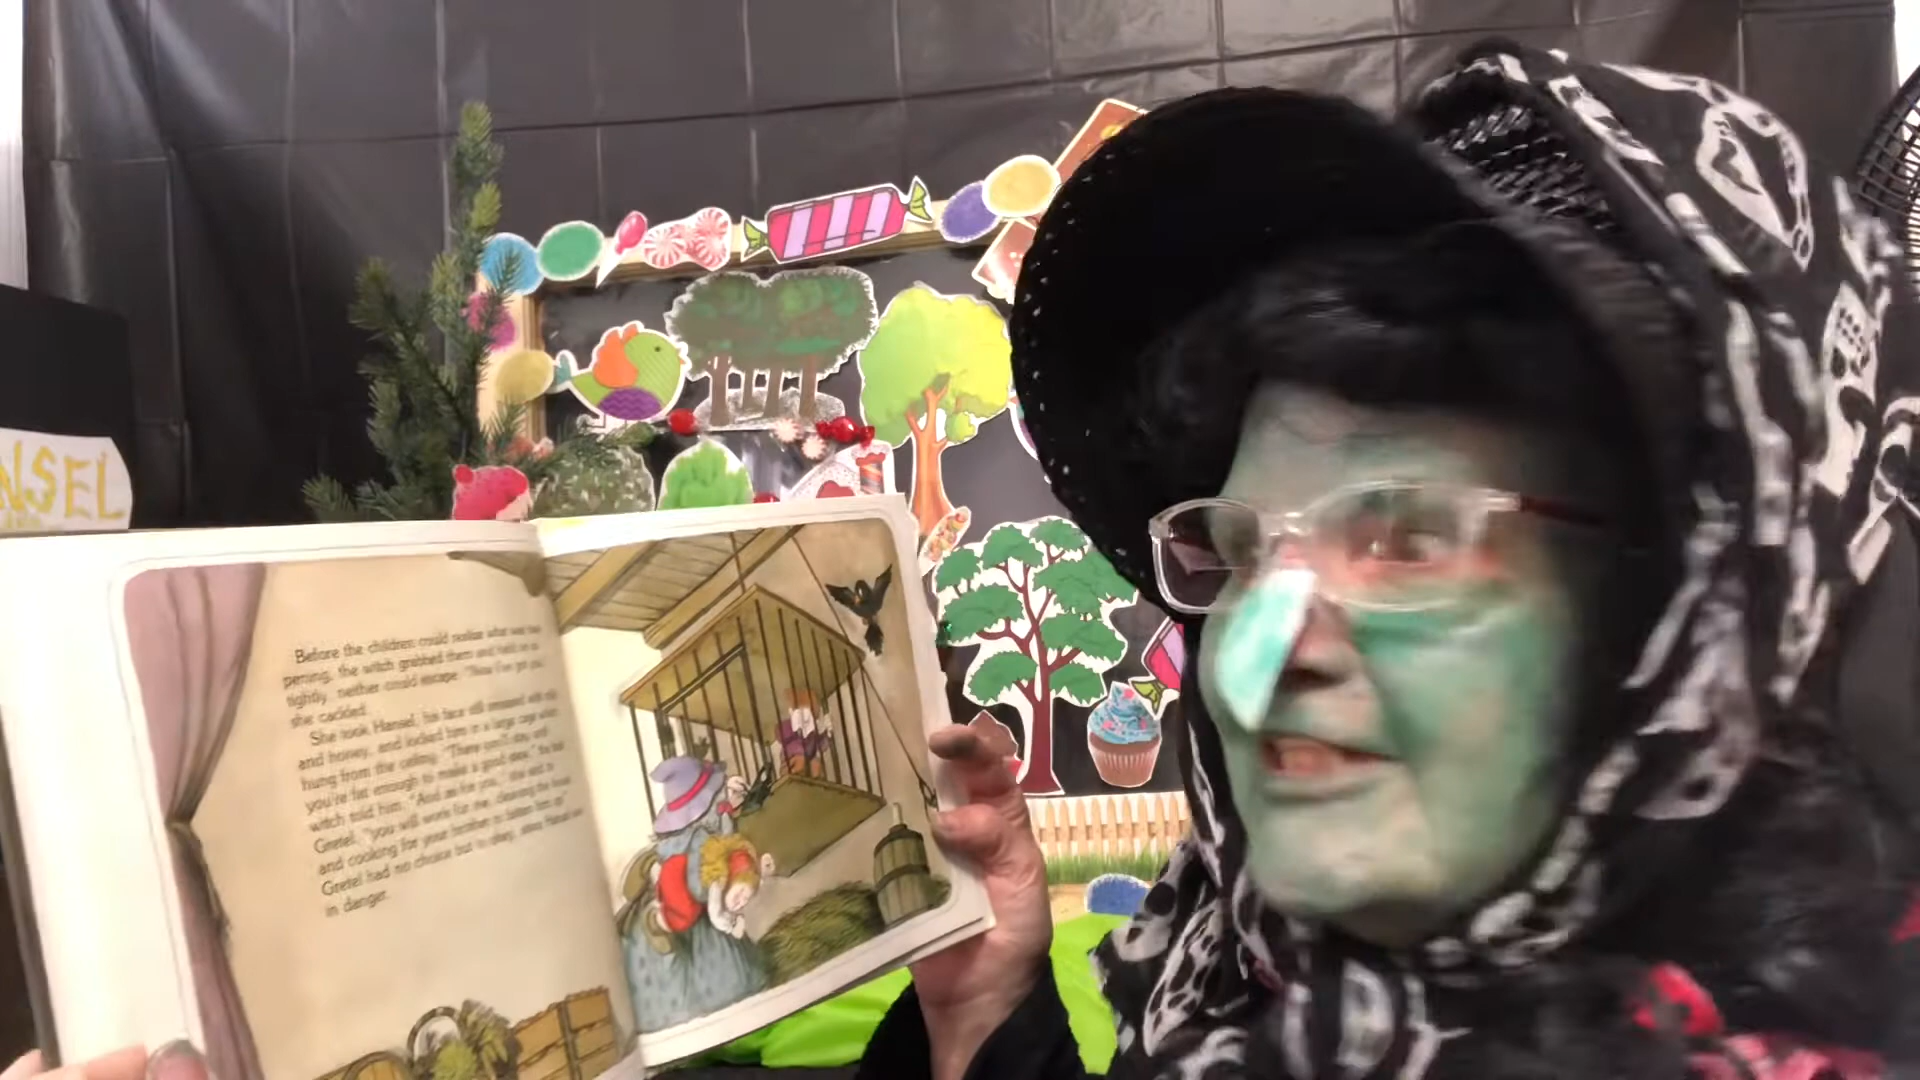 NSEL
Before the children could realize what was hap-
pening, the witch grabbed them and held on so
tightly, neither could escape. "Now I've got you,"
she cackled.
She took Hansel, his face still smeared with
and honey, and locked him in a large cage which
hung from the ceiling. "There you'll stay until
you're fat enough to make a good stew," the
witch told him. "And as for you," she said to
Gretel, "you will work for me, cleaning the house
and cooking for your brother to fatten him up."
Gretel had no choice but to obey, since Hansel was
in danger.